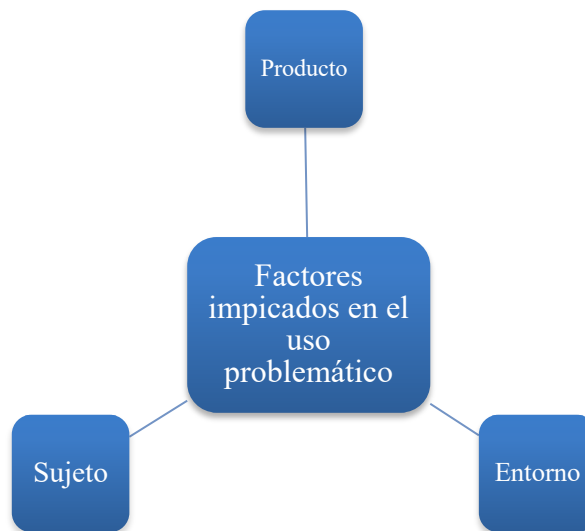 Producto
Factores
impicados en el
uso
problemático
Sujeto
Entorno